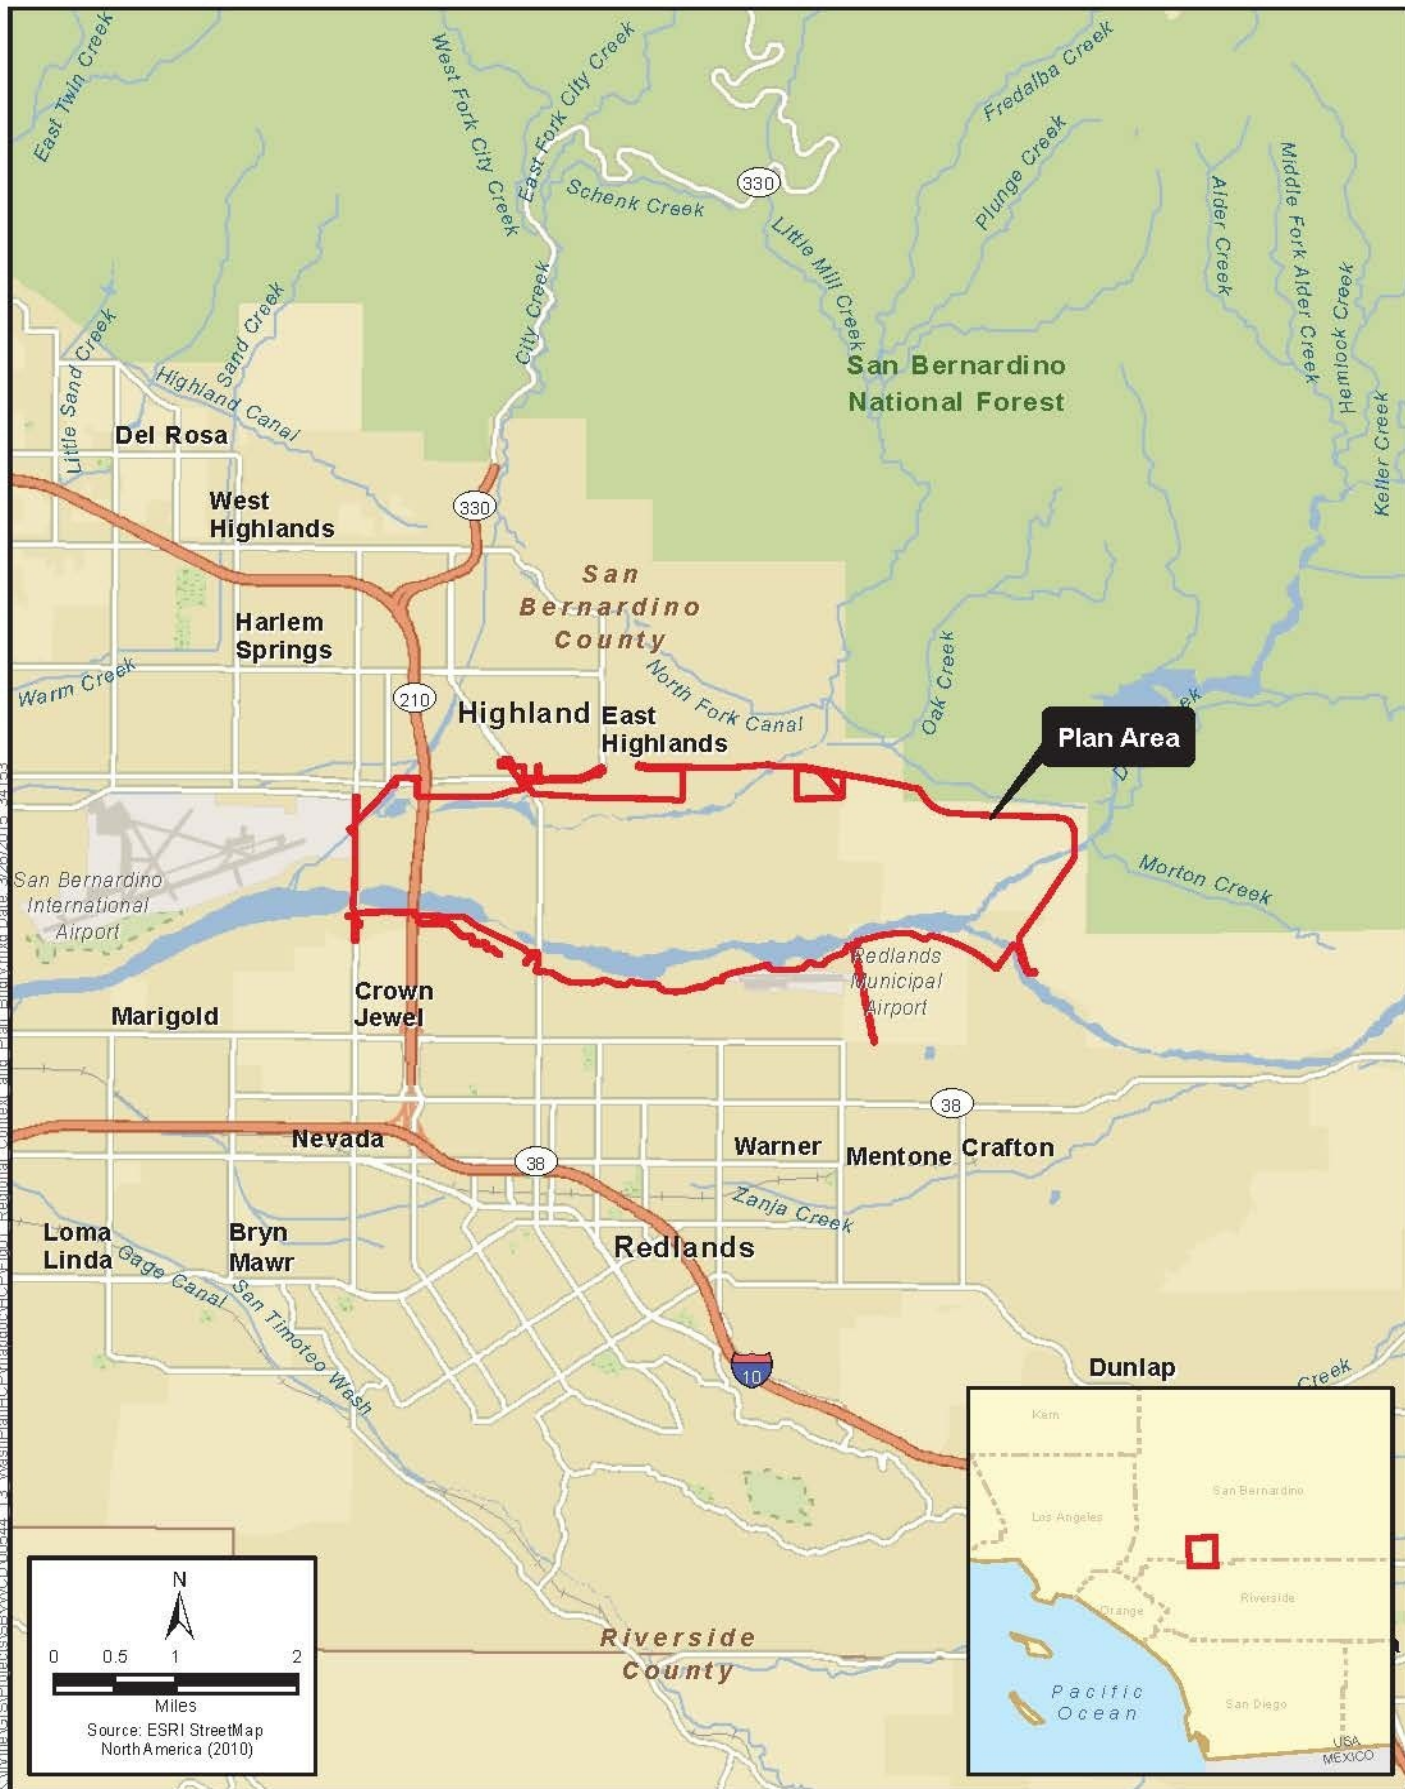 East Twin Creek
West Fork City Creek
East Fork City Creek
Fredalba Creek
Plunge Creek
330
Schenk Creek
Little Mill Creek
Alder Creek
Middle Fork Alder Creek
Hemlock Creek
Keller Creek
City Creek
Sand Creek
Little Sand Creek
Highland Canal
San Bernardino
National Forest
Del Rosa
West
Highlands
330
San
Bernardino
County
Harlem
Springs
Warm Creek
North Fork Canal
Oak Creek
210
Highland
East
Highlands
Plan Area
Morton Creek
San Bernardino
International
Airport
Redlands
Municipal
Airport
Crown
Jewel
Marigold
38
Nevada
38
Warner
Mentone
Crafton
Zanja Creek
Loma
Linda
Gage Canal
Bryn
Mawr
San Timoteo Wash
Redlands
10
Dunlap
Creek
Riverside
County
N
0 0.5 1 2
Miles
Source: ESRI StreetMap
North America (2010)
Kern
San Bernardino
Los Angeles
Orange
Riverside
Pacific
Ocean
San Diego
USA
MEXICO